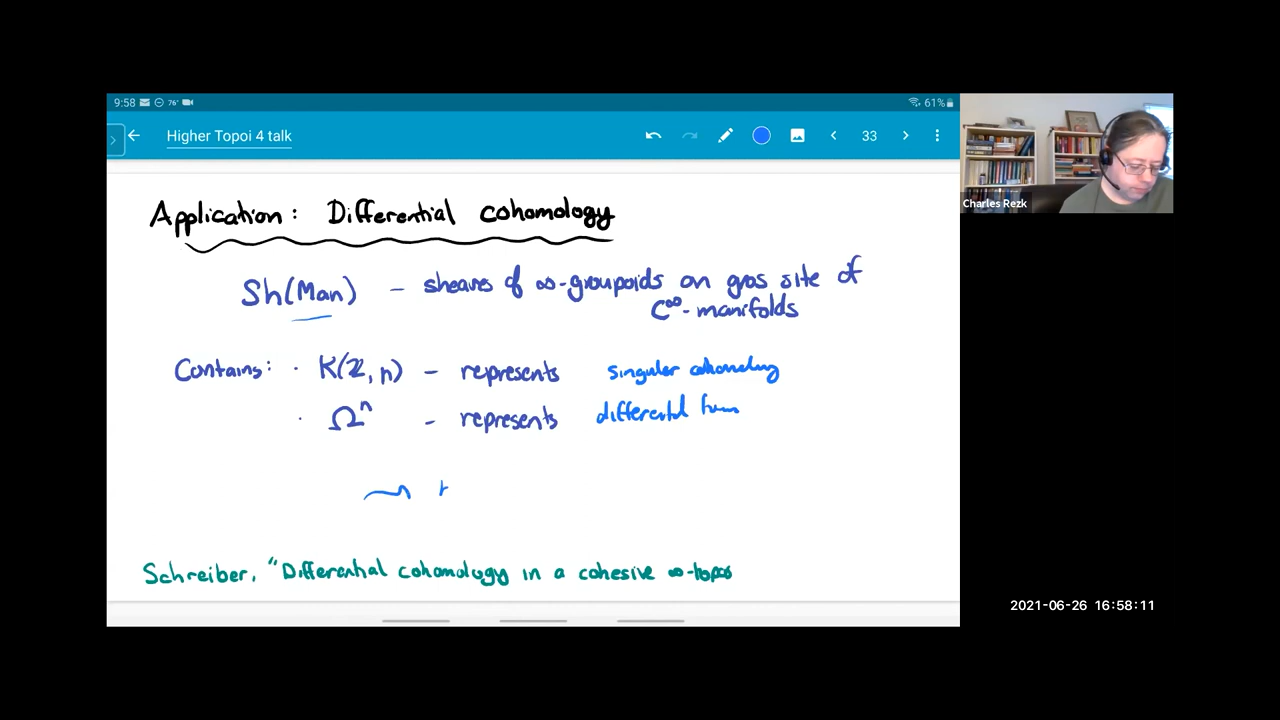 9:58 76° 61%
Higher Topoi 4 talk 33
Application: Differential cohomology
Sh(Man) – sheaves of ∞-groupoids on gros site of
C∞-manifolds
Contains: · K(ℤ, n) – represents singular cohomology
· Ωⁿ – represents differential forms
Schreiber, "Differential cohomology in a cohesive ∞-topos
Charles Rezk
2021-06-26 16:58:11